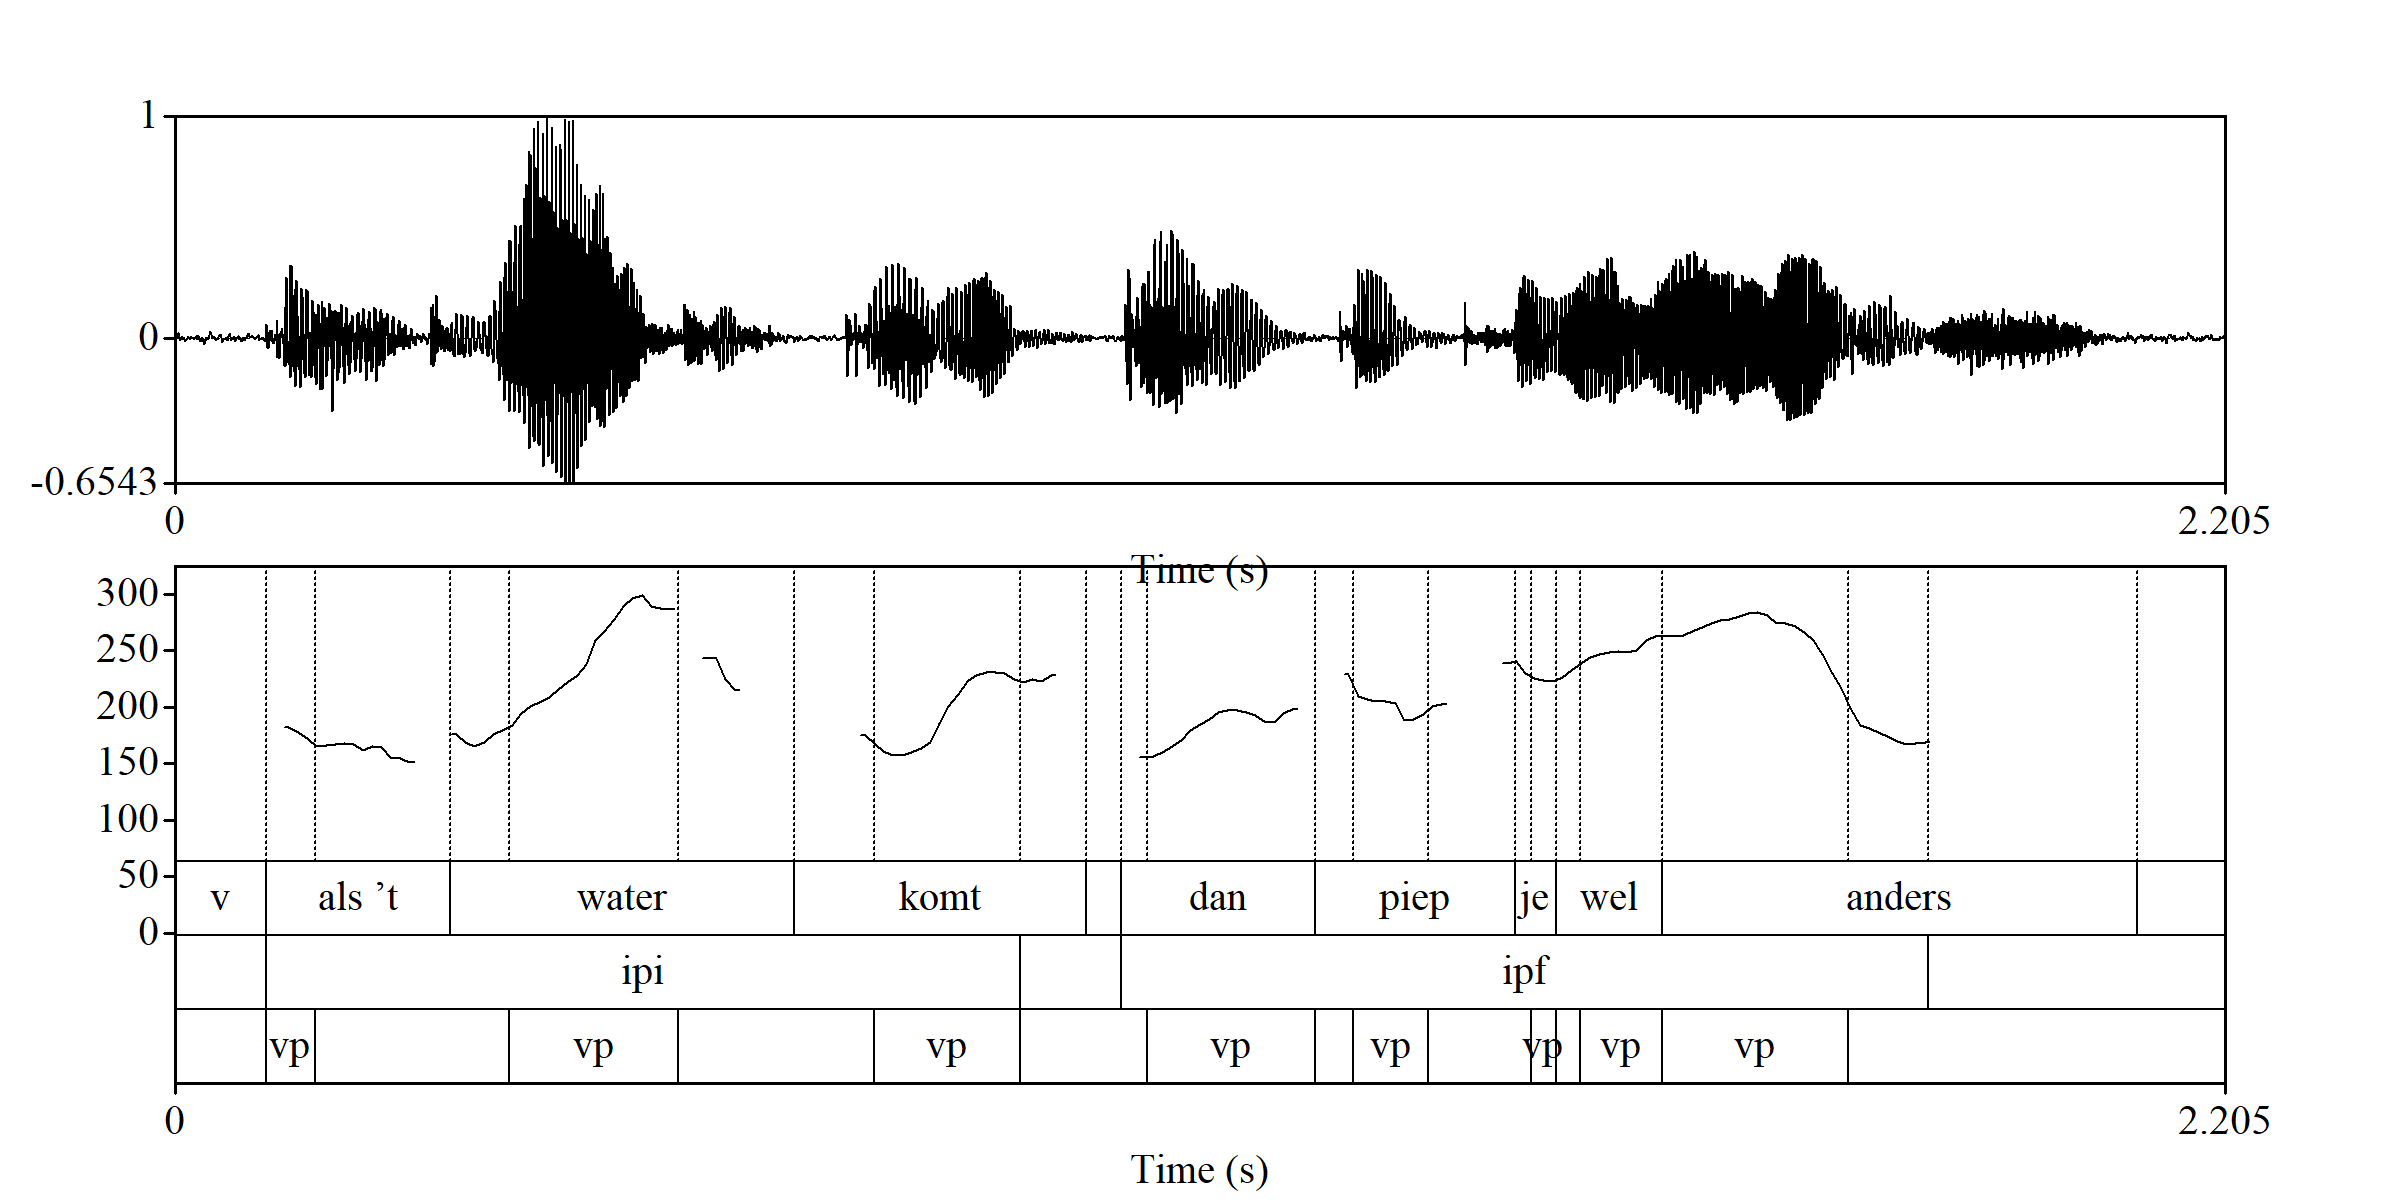 1
0
-0.6543
0 2.205
Time (s)
300
250
200
150
100
50
0
v als ’t water komt dan piep je wel anders
ipi ipf
vp vp vp vp vp vp vp vp
0 2.205
Time (s)